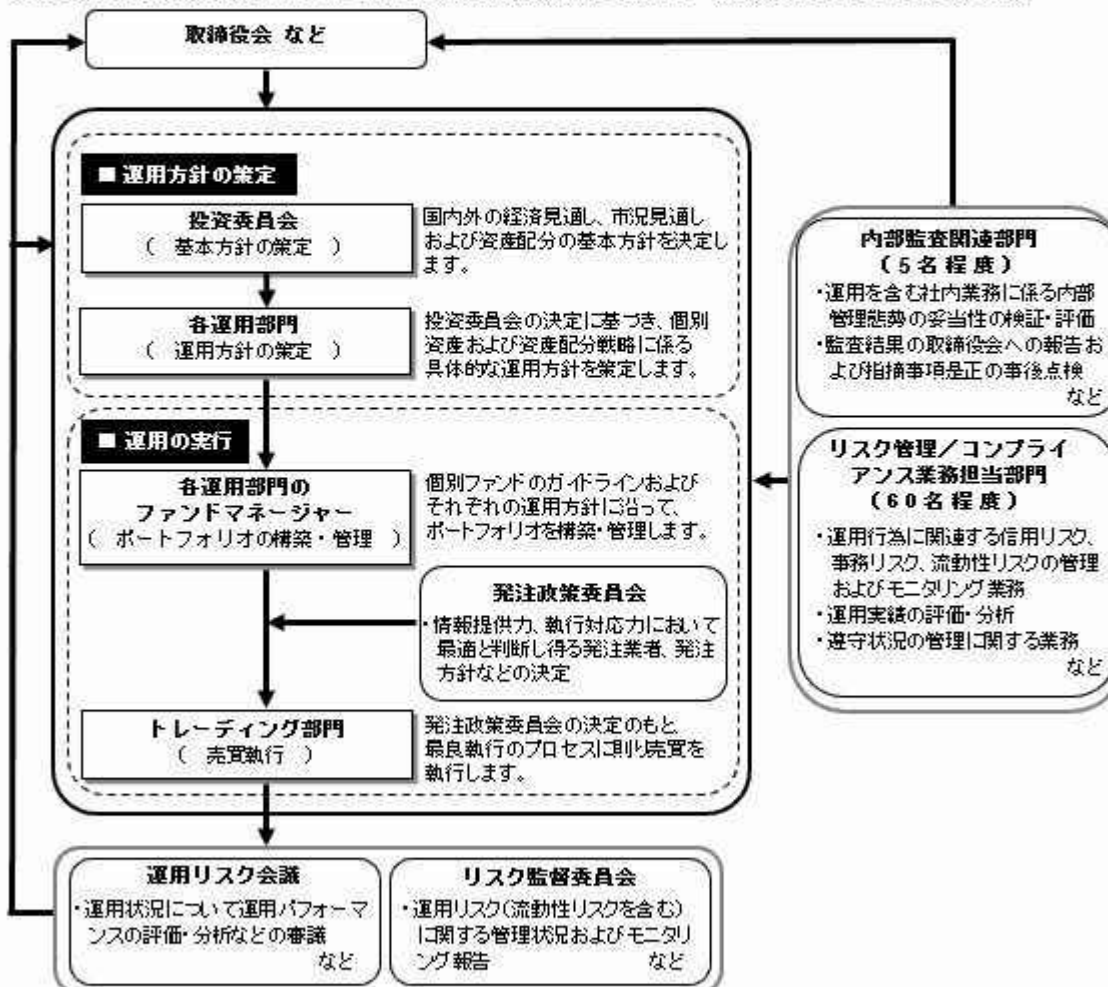 取締役会 など
■ 運用方針の策定
投資委員会
( 基本方針の策定 )
国内外の経済見通し、市況見通し
および資産配分の基本方針を決定し
ます。
各運用部門
( 運用方針の策定 )
投資委員会の決定に基づき、個別
資産および資産配分戦略に係る
具体的な運用方針を策定します。
■ 運用の実行
各運用部門の
ファンドマネージャー
( ポートフォリオの構築・管理 )
個別ファンドのガイドラインおよび
それぞれの運用方針に沿って、
ポートフォリオを構築・管理します。
発注政策委員会
・情報提供力、執行対応力において
最適と判断し得る発注業者、発注
方針などの決定
トレーディング部門
( 売買執行 )
発注政策委員会の決定のもと、
最良執行のプロセスに則り売買を
執行します。
内部監査関連部門
(5名程度)
・運用を含む社内業務に係る内部
管理態勢の妥当性の検証・評価
・監査結果の取締役会への報告お
よび指摘事項是正の事後点検
など
リスク管理/コンプライ
アンス業務担当部門
(60名程度)
・運用行為に関連する信用リスク、
事務リスク、流動性リスクの管理
およびモニタリング業務
・運用実績の評価・分析
・遵守状況の管理に関する業務
など
運用リスク会議
・運用状況について運用パフォーマ
ンスの評価・分析などの審議
など
リスク監督委員会
・運用リスク(流動性リスクを含む)
に関する管理状況およびモニタリ
ング報告 など